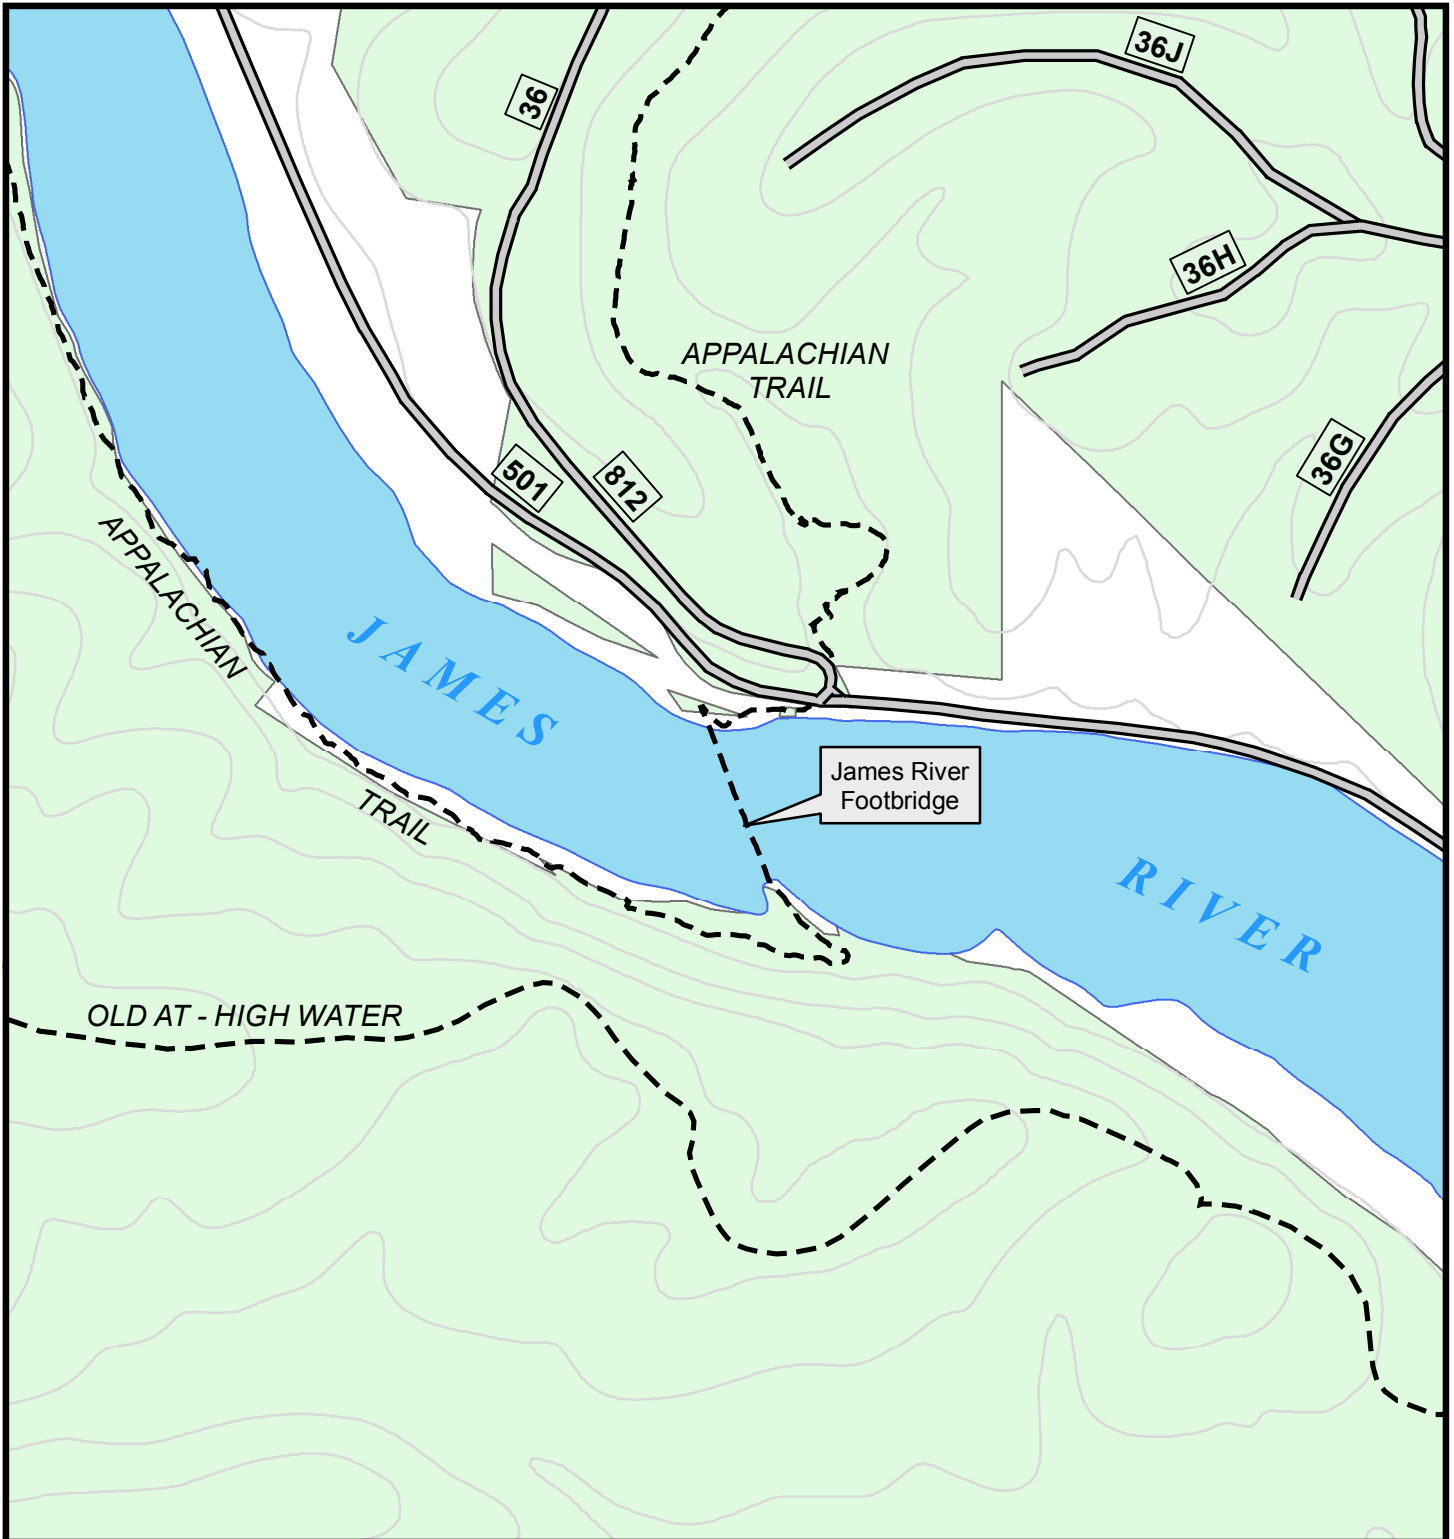 36J
36
36H
APPALACHIAN
TRAIL
36G
501
812
APPALACHIAN
TRAIL
JAMES
RIVER
James River
Footbridge
OLD AT - HIGH WATER